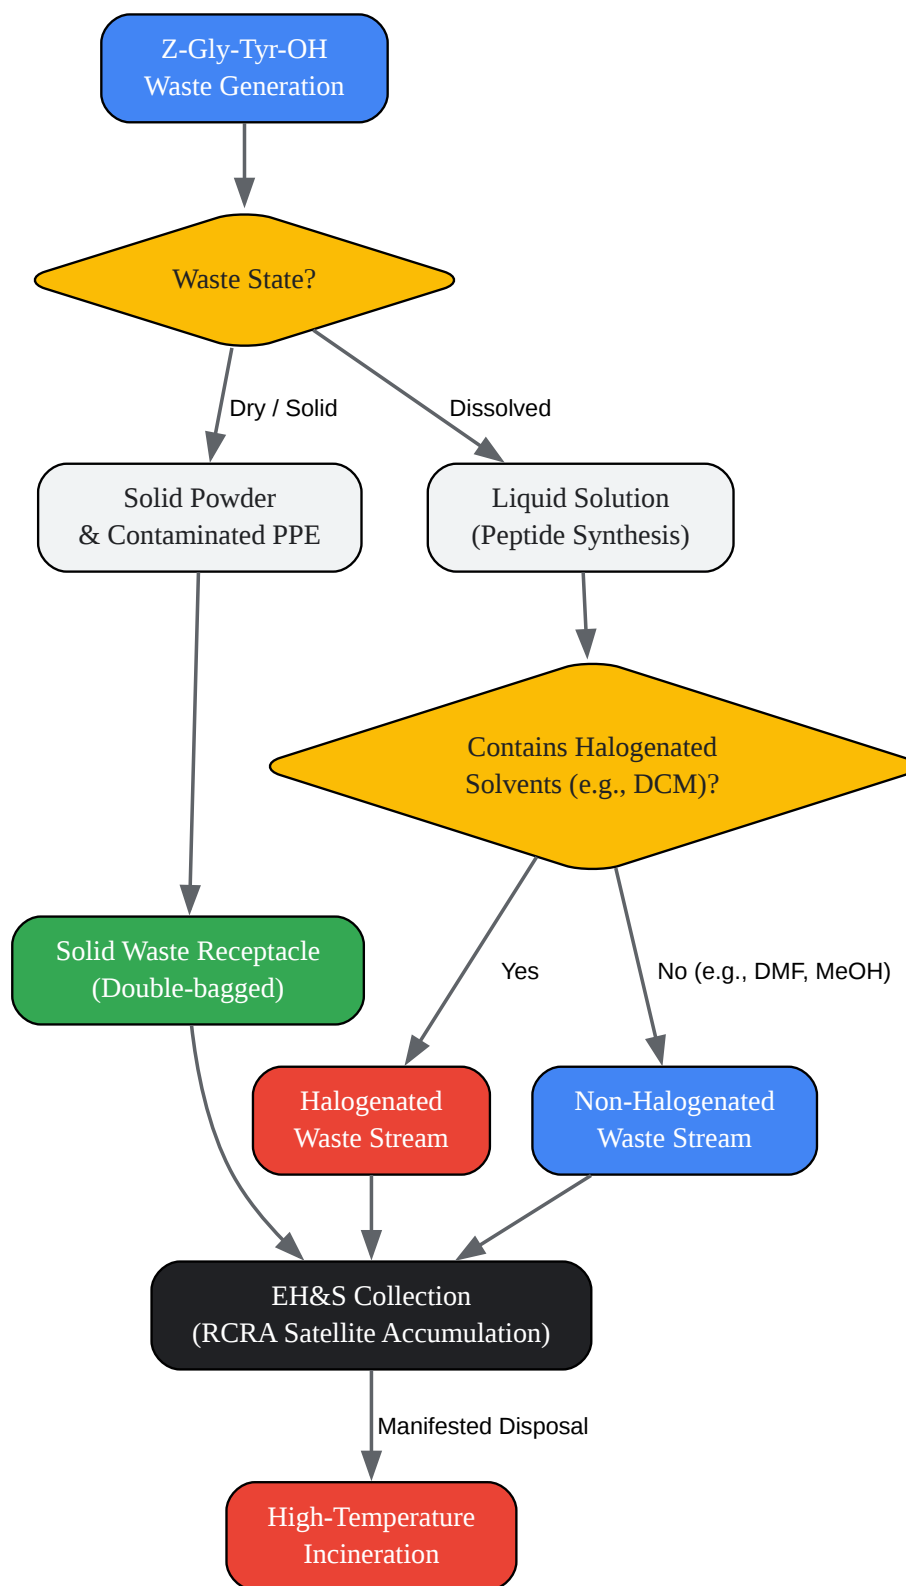 Z-Gly-Tyr-OH
Waste Generation
Waste State?
Dry / Solid
Dissolved
Solid Powder
& Contaminated PPE
Liquid Solution
(Peptide Synthesis)
Contains Halogenated
Solvents (e.g., DCM)?
Solid Waste Receptacle
(Double-bagged)
Yes
No (e.g., DMF, MeOH)
Halogenated
Waste Stream
Non-Halogenated
Waste Stream
EH&S Collection
(RCRA Satellite Accumulation)
Manifested Disposal
High-Temperature
Incineration